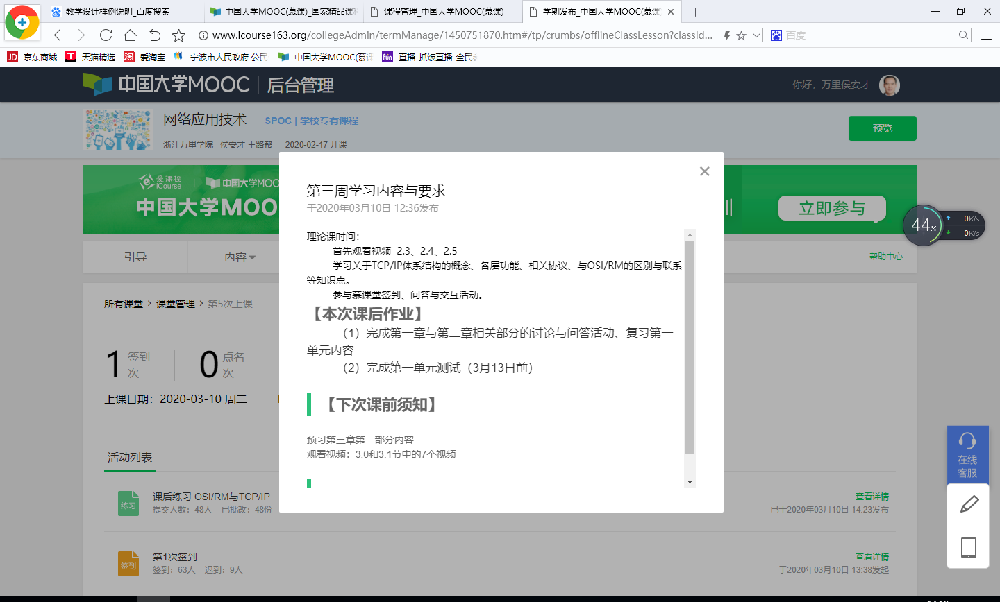 教学设计样例说明_百度搜索
中国大学MOOC(慕课)_国家精品课程
课程管理_中国大学MOOC(慕课)
学期发布_中国大学MOOC(慕课
www.icourse163.org/collegeAdmin/termManage/1450751870.htm#/tp/crumbs/offlineClassLesson?classId...
百度
JD 京东商城
T 天猫精选
淘 爱淘宝
宁波市人民政府 公民
中国大学MOOC(慕课
fün 直播-抓饭直播-全民
中国大学MOOC
后台管理
你好，万里侯安才
网络应用技术
SPOC | 学校专有课程
预览
浙江万里学院 侯安才 王路帮 2020-02-17 开课
爱课程
iCourse
中国大学MOO
中国大学MOO
立即参与
44%
0K/s
0K/s
引导
内容
帮助中心
所有课堂 > 课堂管理 > 第5次上课
1 签到次
0 点名次
上课日期：2020-03-10 周二
活动列表
练习
课后练习 OSI/RM与TCP/IP
提交人数：48人 已批改：48份
查看详情
已于2020年03月10日 14:23发布
签到
第1次签到
签到：63人 迟到：9人
查看详情
于2020年03月10日 13:38发起
第三周学习内容与要求
于2020年03月10日 12:36发布
理论课时间：
首先观看视频 2.3、2.4、2.5
学习关于TCP/IP体系结构的概念、各层功能、相关协议、与OSI/RM的区别与联系
等知识点。
参与慕课堂签到、问答与交互活动。
【本次课后作业】
（1）完成第一章与第二章相关部分的讨论与问答活动、复习第一
单元内容
（2）完成第一单元测试（3月13日前）
【下次课前须知】
预习第三章第一部分内容
观看视频：3.0和3.1节中的7个视频
在线
客服